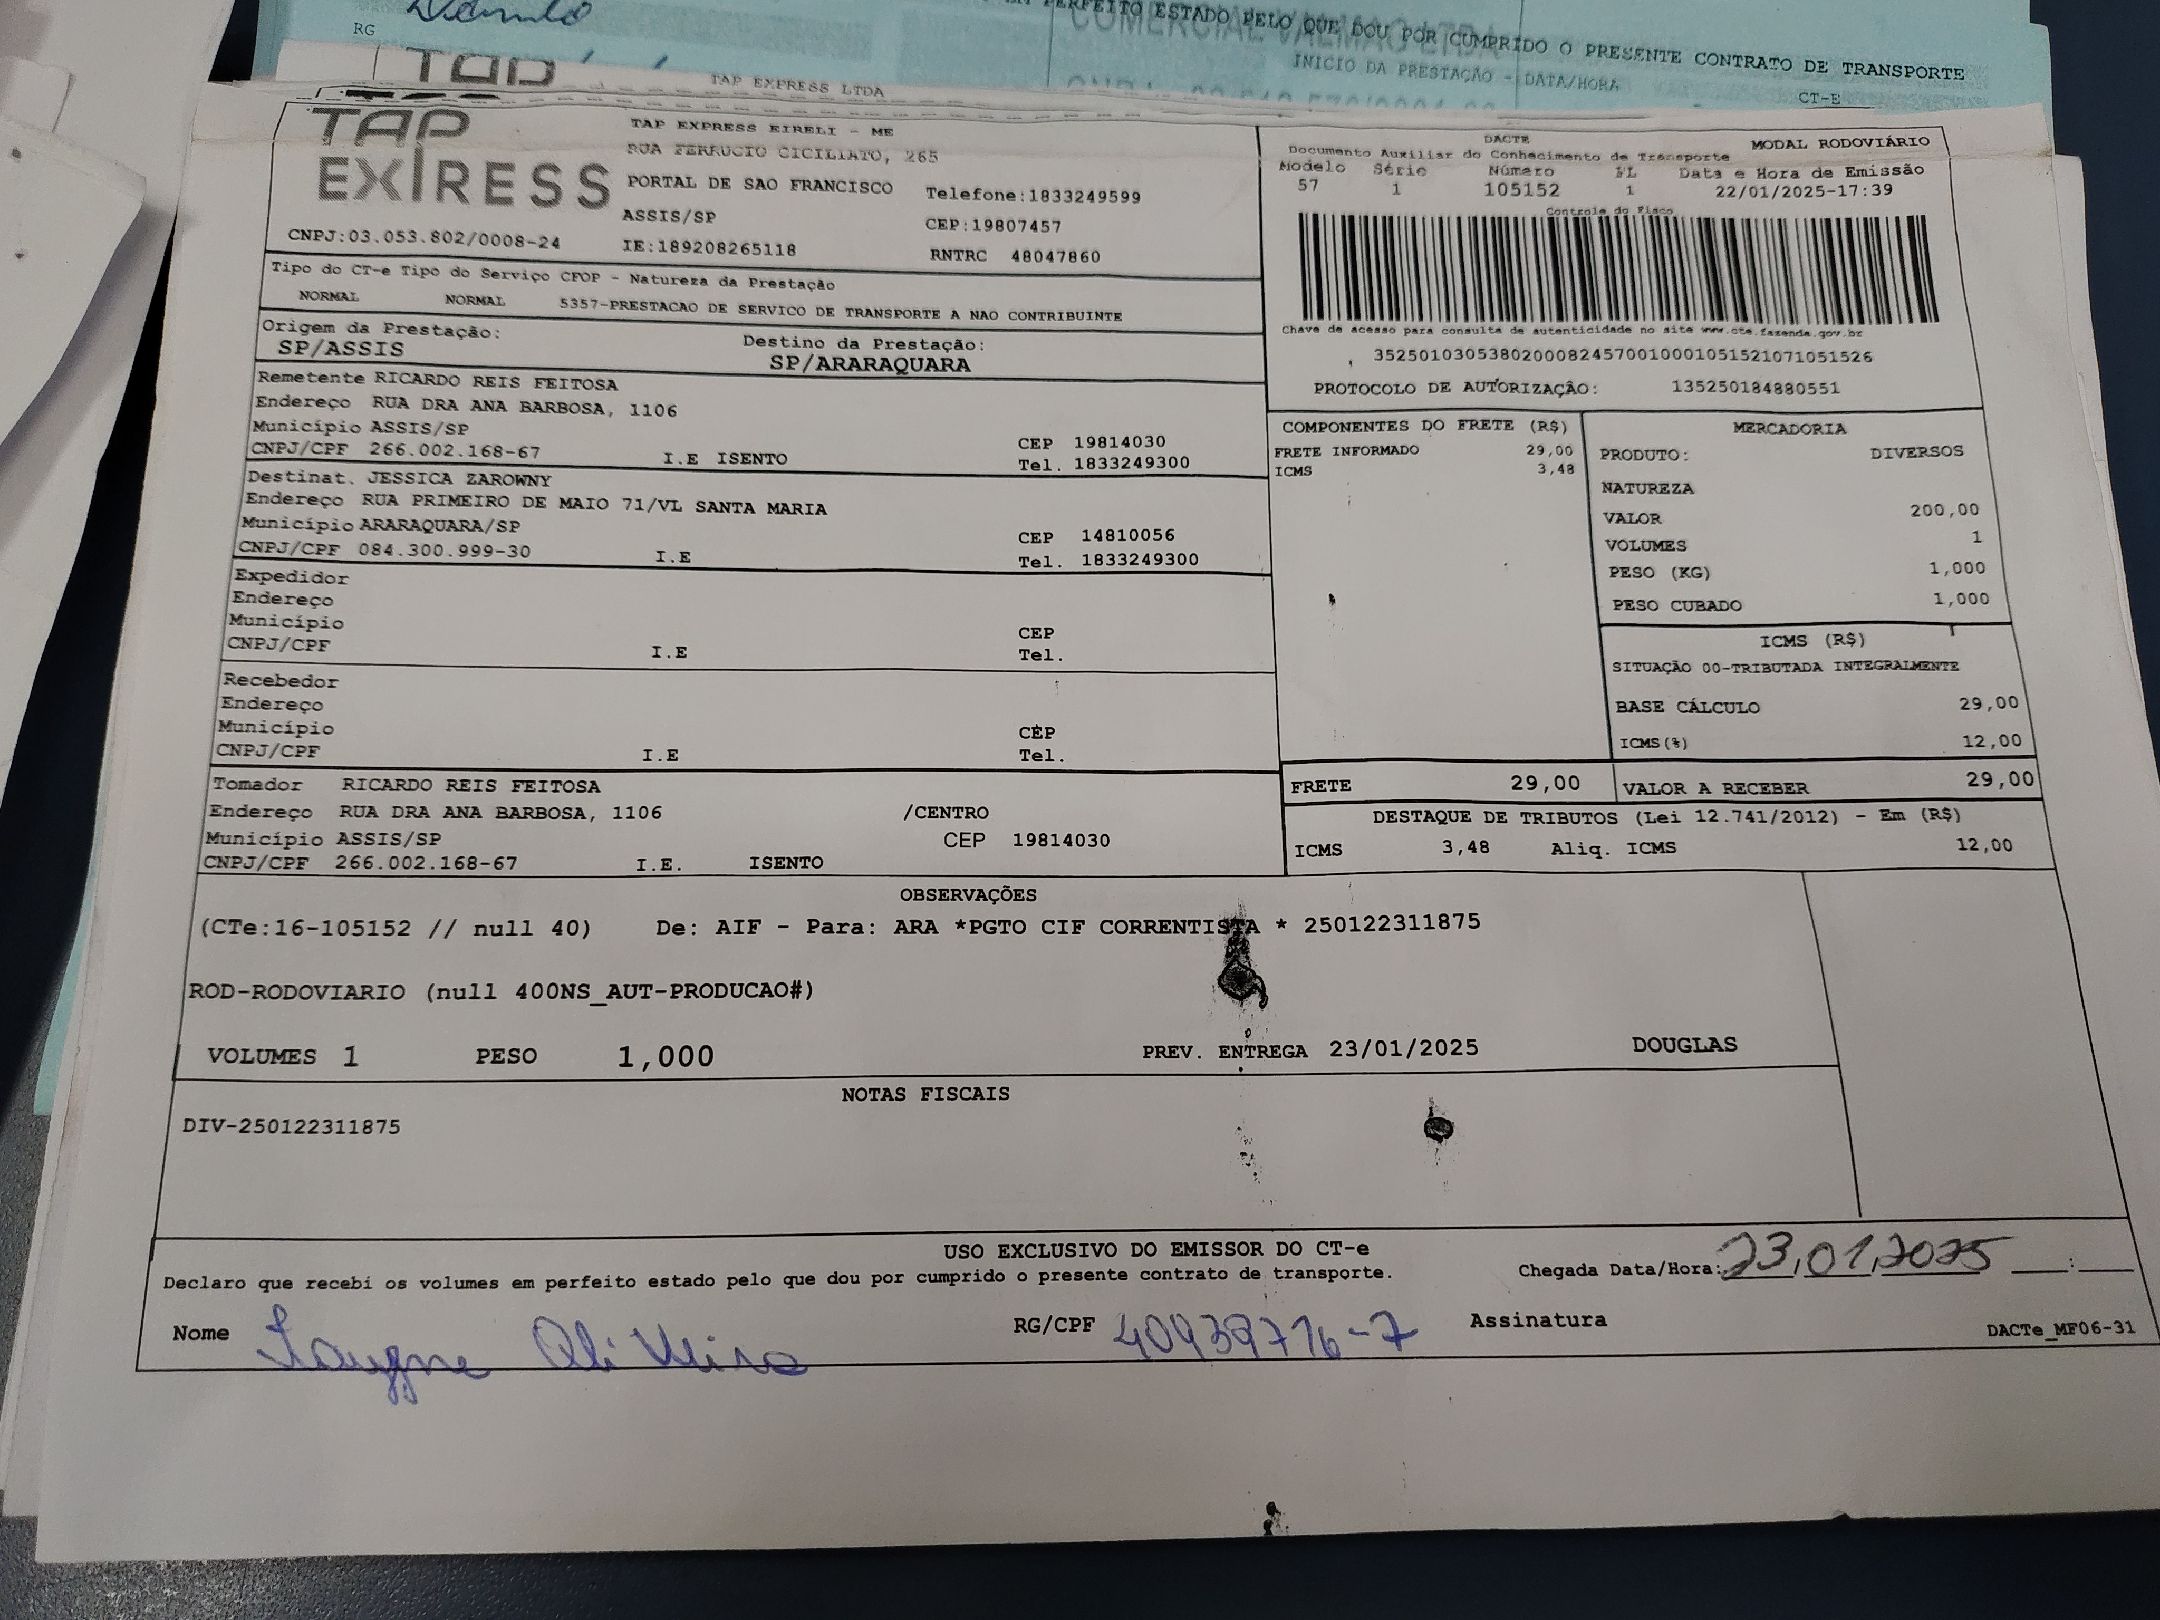 RG
EM PERFEITO ESTADO PELO QUE DOU POR CUMPRIDO O PRESENTE CONTRATO DE TRANSPORTE
COMERCIAL VALMAO LTDA
INICIO DA PRESTAÇÃO - DATA/HORA
CT-E
TAP EXPRESS LTDA
TAP
EXPRESS
TAP EXPRESS EIRELI - ME
RUA FERRUCIO CICILIATO, 265
PORTAL DE SAO FRANCISCO Telefone:1833249599
ASSIS/SP CEP:19807457
CNPJ:03.053.802/0008-24 IE:189208265118 RNTRC 48047860
DACTE MODAL RODOVIÁRIO
Documento Auxiliar do Conhecimento de Transporte
Modelo Série Número FL Data e Hora de Emissão
57 1 105152 1 22/01/2025-17:39
Controle do Fisco
Chave de acesso para consulta de autenticidade no site www.cte.fazenda.gov.br
35250103053802000824570010001051521071051526
PROTOCOLO DE AUTORIZAÇÃO: 135250184880551
Tipo do CT-e Tipo do Serviço CFOP - Natureza da Prestação
NORMAL NORMAL 5357-PRESTACAO DE SERVICO DE TRANSPORTE A NAO CONTRIBUINTE
Origem da Prestação: Destino da Prestação:
SP/ASSIS SP/ARARAQUARA
Remetente RICARDO REIS FEITOSA
Endereço RUA DRA ANA BARBOSA, 1106
Município ASSIS/SP CEP 19814030
CNPJ/CPF 266.002.168-67 I.E ISENTO Tel. 1833249300
Destinat. JESSICA ZAROWNY
Endereço RUA PRIMEIRO DE MAIO 71/VL SANTA MARIA
Município ARARAQUARA/SP CEP 14810056
CNPJ/CPF 084.300.999-30 I.E Tel. 1833249300
Expedidor
Endereço
Município CEP
CNPJ/CPF I.E Tel.
Recebedor
Endereço
Município CEP
CNPJ/CPF I.E Tel.
Tomador RICARDO REIS FEITOSA
Endereço RUA DRA ANA BARBOSA, 1106 /CENTRO
Município ASSIS/SP CEP 19814030
CNPJ/CPF 266.002.168-67 I.E. ISENTO
COMPONENTES DO FRETE (R$)
FRETE INFORMADO 29,00
ICMS 3,48
MERCADORIA
PRODUTO: DIVERSOS
NATUREZA
VALOR 200,00
VOLUMES 1
PESO (KG) 1,000
PESO CUBADO 1,000
ICMS (R$)
SITUAÇÃO 00-TRIBUTADA INTEGRALMENTE
BASE CÁLCULO 29,00
ICMS(%) 12,00
FRETE 29,00 VALOR A RECEBER 29,00
DESTAQUE DE TRIBUTOS (Lei 12.741/2012) - Em (R$)
ICMS 3,48 Aliq. ICMS 12,00
OBSERVAÇÕES
(CTe:16-105152 // null 40) De: AIF - Para: ARA *PGTO CIF CORRENTISTA * 250122311875
ROD-RODOVIARIO (null 400NS_AUT-PRODUCAO#)
VOLUMES 1 PESO 1,000 PREV. ENTREGA 23/01/2025 DOUGLAS
NOTAS FISCAIS
DIV-250122311875
USO EXCLUSIVO DO EMISSOR DO CT-e
Declaro que recebi os volumes em perfeito estado pelo que dou por cumprido o presente contrato de transporte. Chegada Data/Hora: 23,01,2025 :
Nome Oliveira RG/CPF 40939776-7 Assinatura
DACTe_MF06-31